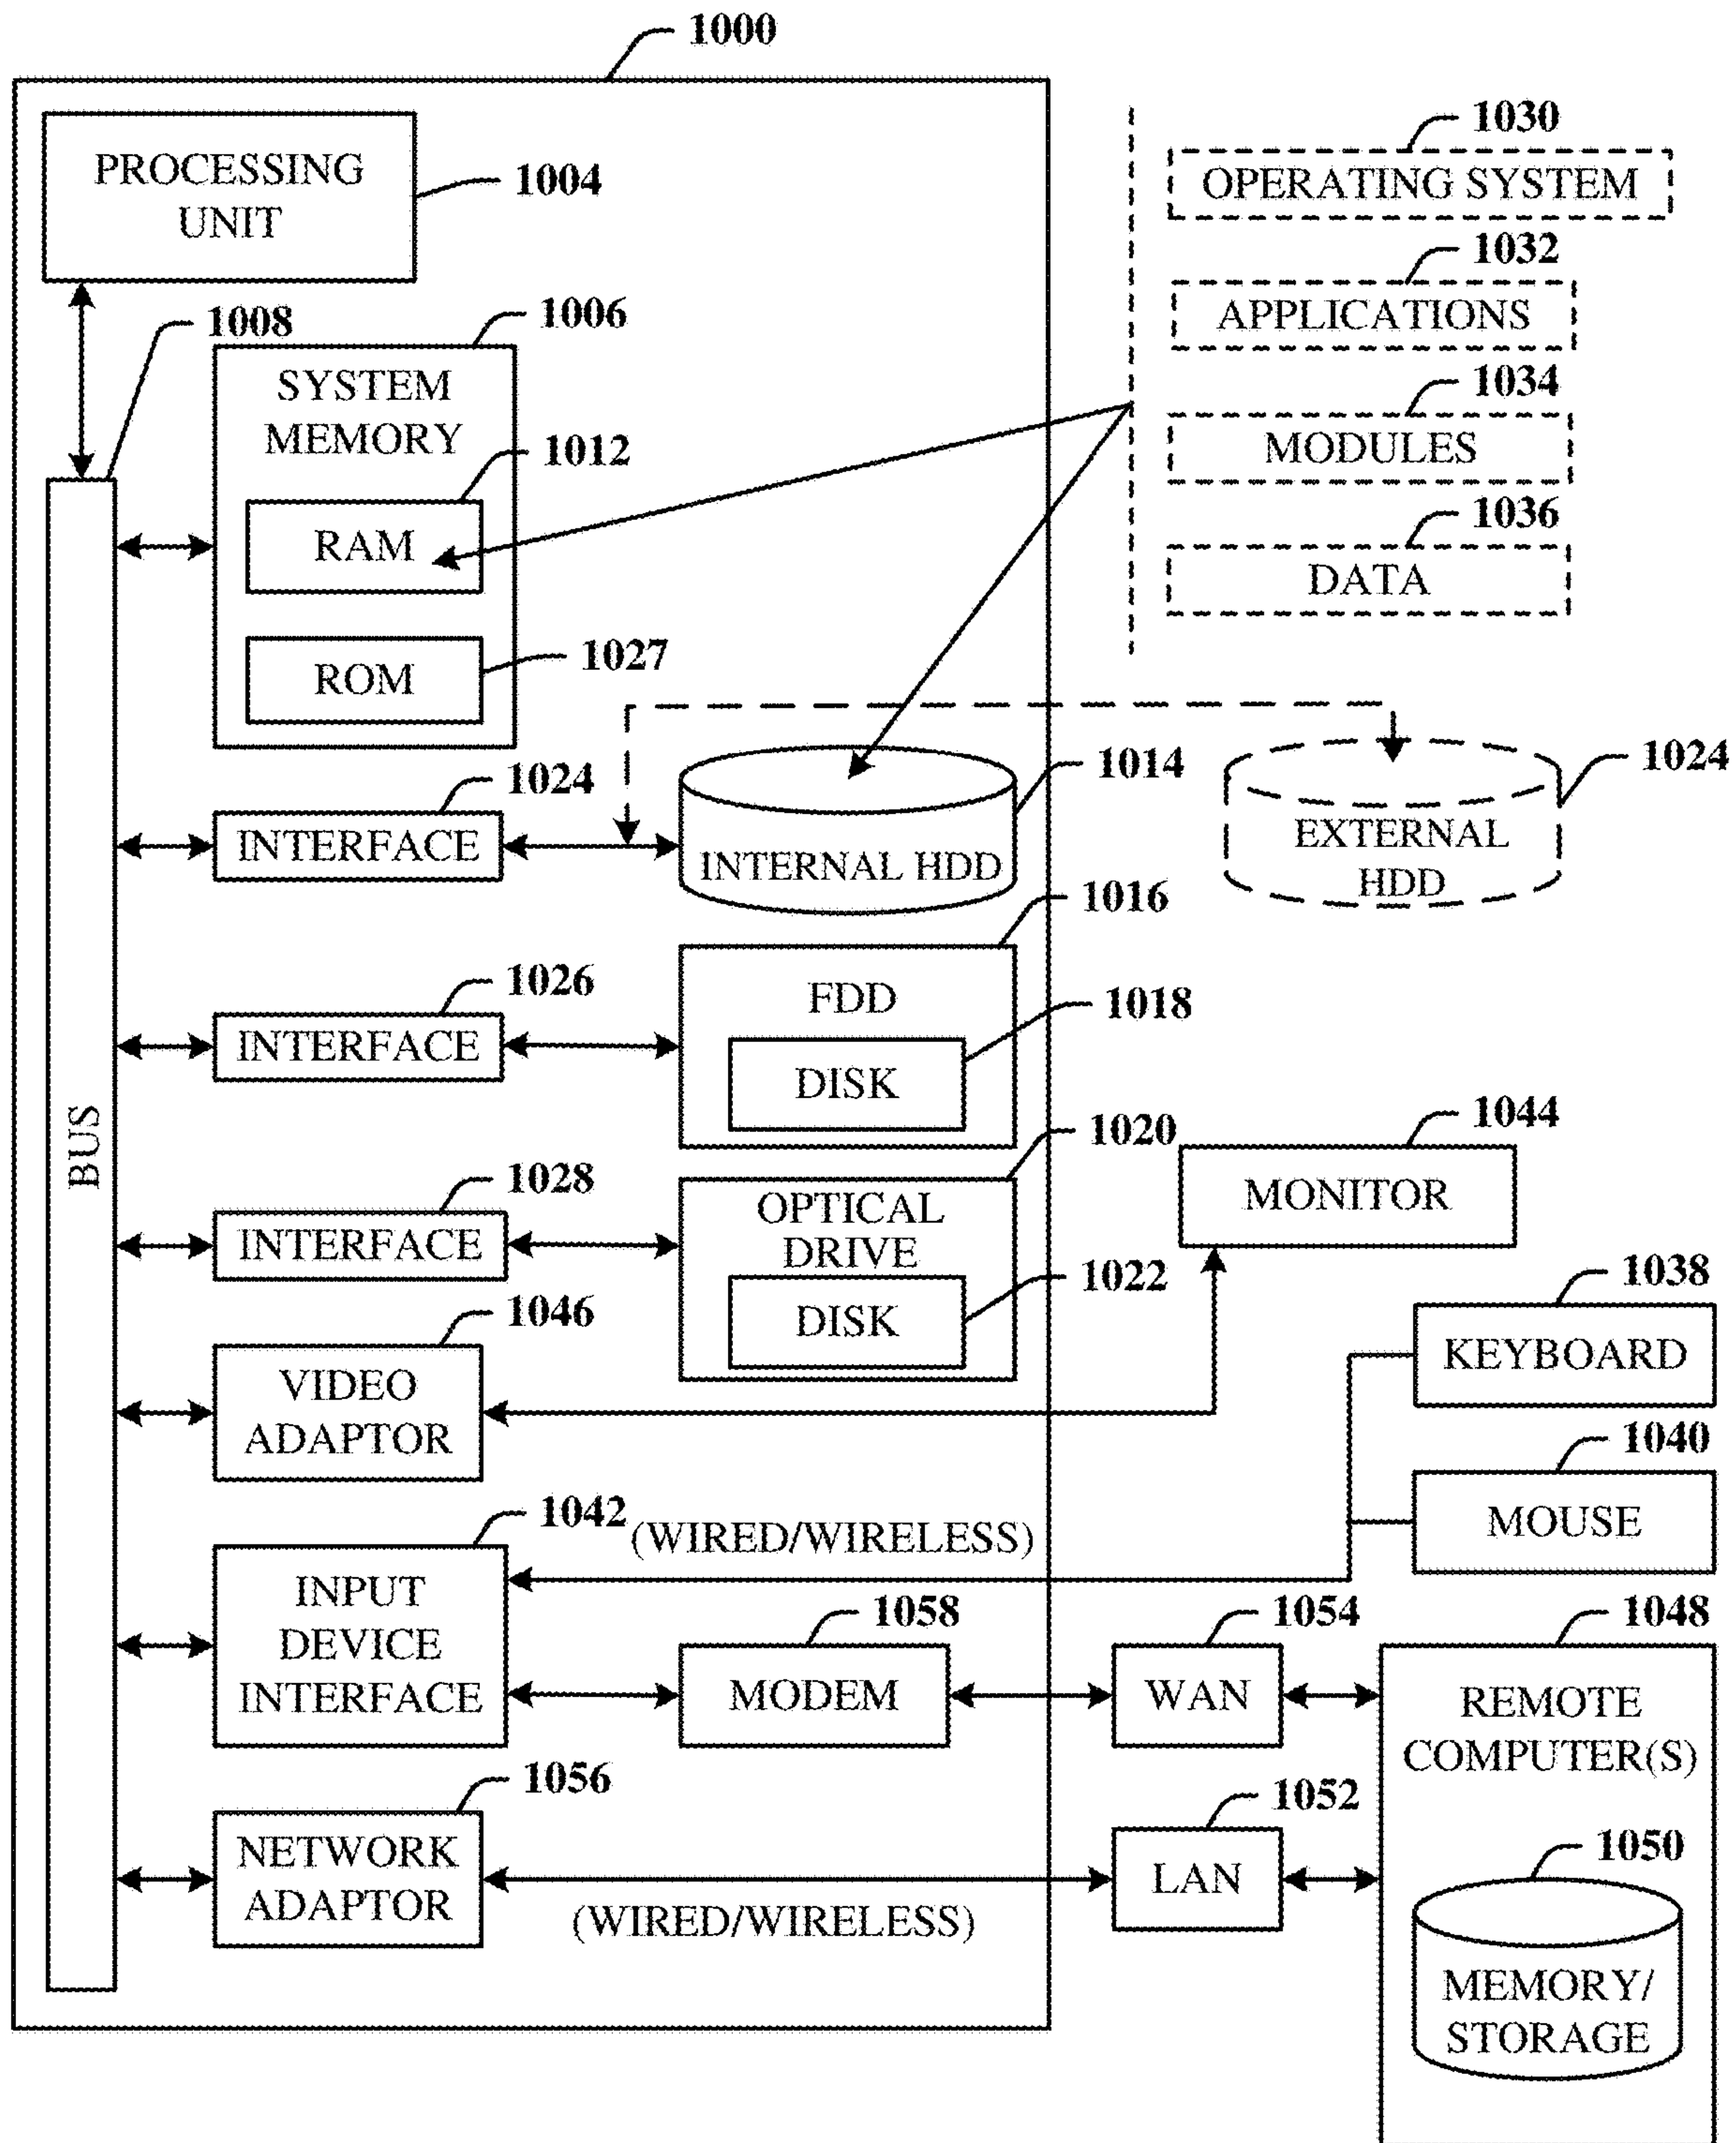 1000
PROCESSING
UNIT
1004
1030
OPERATING SYSTEM
1032
APPLICATIONS
1034
MODULES
1036
DATA
1008
1006
SYSTEM
MEMORY
1012
RAM
1027
ROM
1024
INTERFACE
1014
INTERNAL HDD
1024
EXTERNAL
HDD
1016
FDD
1026
INTERFACE
1018
DISK
BUS
1020
1028
INTERFACE
OPTICAL
DRIVE
1022
DISK
1044
MONITOR
1046
VIDEO
ADAPTOR
1038
KEYBOARD
1040
MOUSE
1042
(WIRED/WIRELESS)
INPUT
DEVICE
INTERFACE
1058
MODEM
1054
WAN
1048
REMOTE
COMPUTER(S)
1056
NETWORK
ADAPTOR
(WIRED/WIRELESS)
1052
LAN
1050
MEMORY/
STORAGE